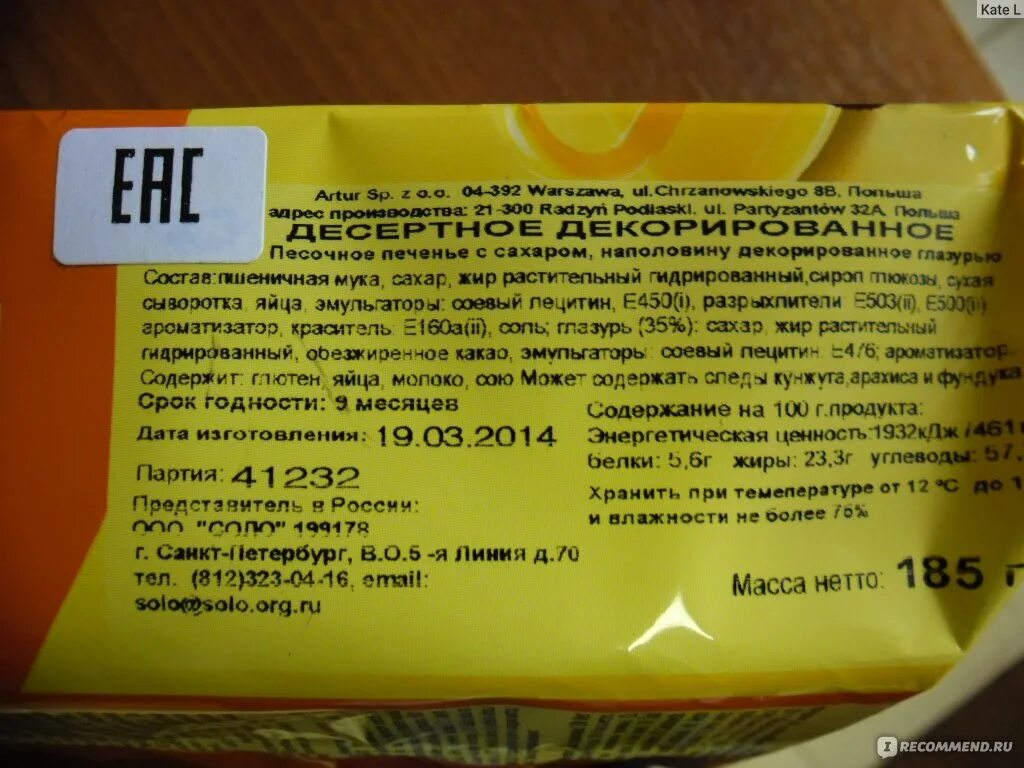 Kate L
EAC
Artur Sp. z o.o. 04-392 Warszawa, ul.Chrzanowskiego 8B, Польша
адрес производства: 21-300 Radzyń Podlaski, ul. Partyzantów 32A, Польша
ДЕСЕРТНОЕ ДЕКОРИРОВАННОЕ
Песочное печенье с сахаром, наполовину декорированное глазурью
Состав:пшеничная мука, сахар, жир растительный гидрированный,сироп глюкозы, сухая
сыворотка, яйца, эмульгаторы: соевый лецитин, E450(i), разрыхлители E503(ii), E500(ii)
ароматизатор, краситель: E160a(ii), соль; глазурь (35%): сахар, жир растительный
гидрированный, обезжиренное какао, эмульгаторы: соевый лецитин, E476; ароматизатор.
Содержит: глютен, яйца, молоко, сою Может содержать следы кунжута,арахиса и фундука
Срок годности: 9 месяцев
Дата изготовления: 19.03.2014
Партия: 41232
Представитель в России:
ООО "СОЛО" 199178
г. Санкт-Петербург, В.О.5 -я Линия д.70
тел. (812)323-04-16, email:
solo@solo.org.ru
Содержание на 100 г.продукта:
Энергетическая ценность:1932кДж /461
белки: 5,6г жиры: 23,3г углеводы: 57,
Хранить при темепературе от 12 °C до 1
и влажности не более 75%
Масса нетто: 185 г
IRECOMMEND.RU